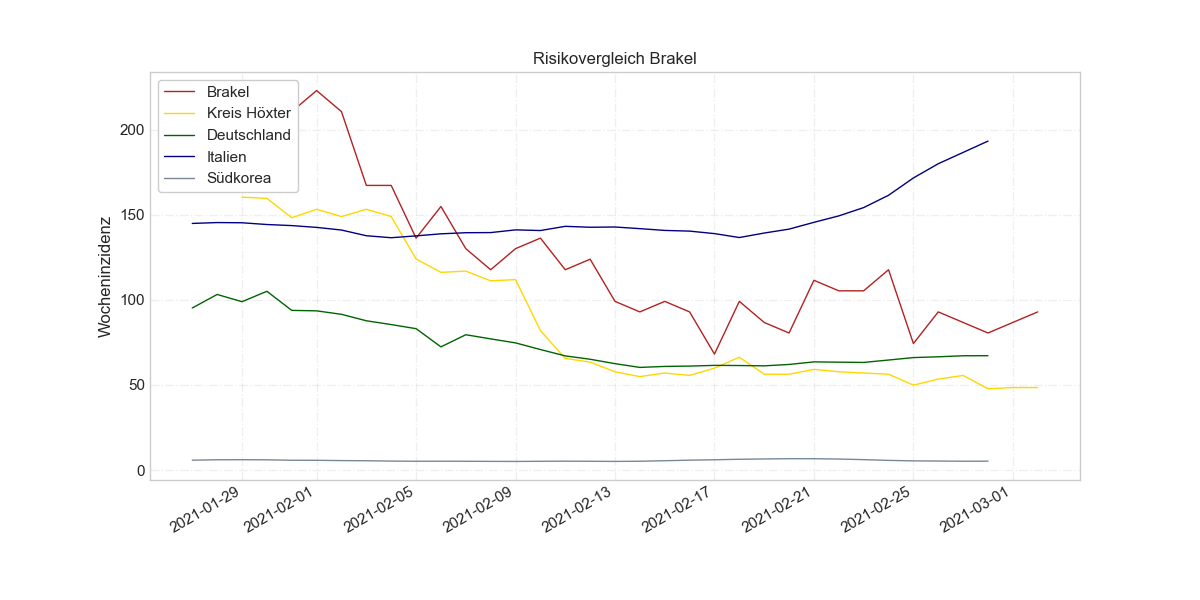 Risikovergleich Brakel
Brakel
Kreis Höxter
Deutschland
Italien
Südkorea
Wocheninzidenz
200
150
100
50
0
2021-01-29
2021-02-01
2021-02-05
2021-02-09
2021-02-13
2021-02-17
2021-02-21
2021-02-25
2021-03-01